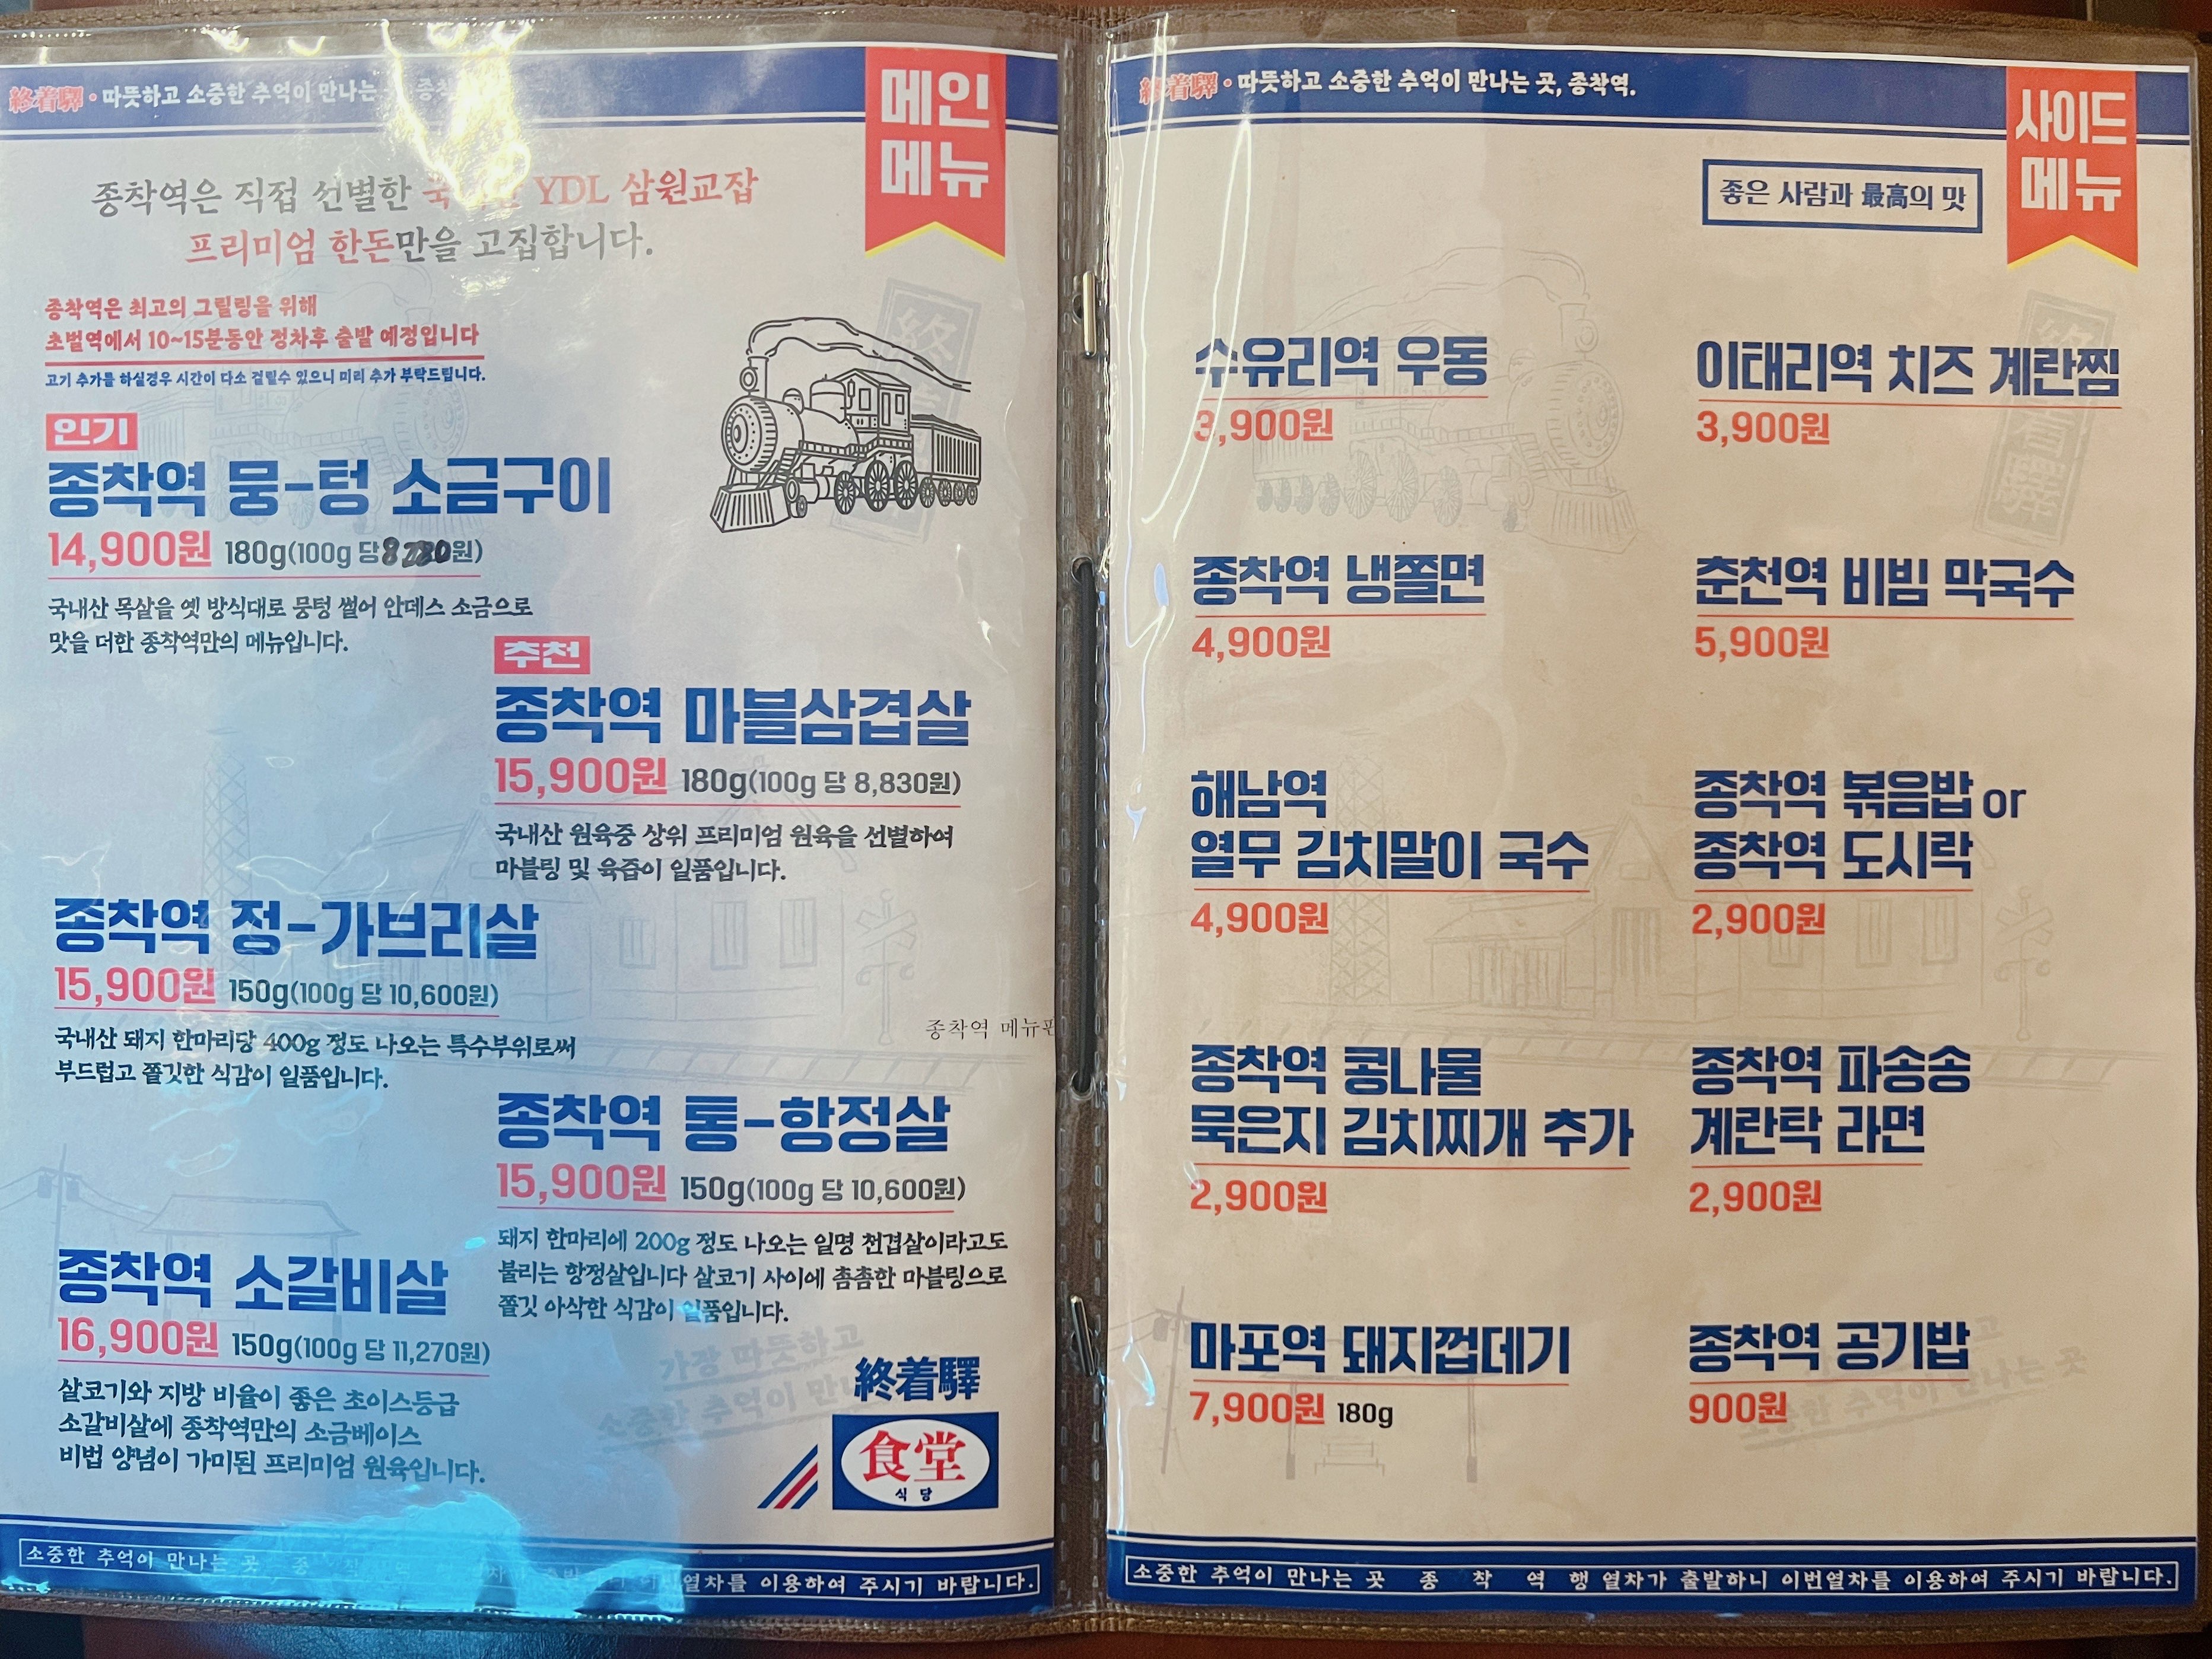 終着驛 · 따뜻하고 소중한 추억이 만나는
메인
메뉴
종착역은 직접 선별한 YDL 삼원교잡
프리미엄 한돈만을 고집합니다.
종착역은 최고의 그릴링을 위해
초벌역에서 10~15분동안 정차후 출발 예정입니다
고기 추가를 하실경우 시간이 다소 걸릴수 있으니 미리 추가 부탁드립니다.
인기
종착역 뭉-텅 소금구이
14,900원 180g(100g 당 원)
국내산 목살을 옛 방식대로 뭉텅 썰어 안데스 소금으로
맛을 더한 종착역만의 메뉴입니다.
추천
종착역 마블삼겹살
15,900원 180g(100g 당 8,830원)
국내산 원육중 상위 프리미엄 원육을 선별하여
마블링 및 육즙이 일품입니다.
종착역 정-가브리살
15,900원 150g(100g 당 10,600원)
국내산 돼지 한마리당 400g 정도 나오는 특수부위로써
부드럽고 쫄깃한 식감이 일품입니다.
종착역 메뉴판
종착역 통-항정살
15,900원 150g(100g 당 10,600원)
돼지 한마리에 200g 정도 나오는 일명 천겹살이라고도
불리는 항정살입니다 살코기 사이에 촘촘한 마블링으로
쫄깃 아삭한 식감이 일품입니다.
종착역 소갈비살
16,900원 150g(100g 당 11,270원)
살코기와 지방 비율이 좋은 초이스등급
소갈비살에 종착역만의 소금베이스
비법 양념이 가미된 프리미엄 원육입니다.
가장 따뜻하고
소중한 추억이 만나
終着驛
食堂
식당
소중한 추억이 만나는 곳 종 열차를 이용하여 주시기 바랍니다.
終着驛 · 따뜻하고 소중한 추억이 만나는 곳, 종착역.
사이드
메뉴
좋은 사람과 最高의 맛
수유리역 우동
3,900원
이태리역 치즈 계란찜
3,900원
종착역 냉쫄면
4,900원
춘천역 비빔 막국수
5,900원
해남역
열무 김치말이 국수
4,900원
종착역 볶음밥 or
종착역 도시락
2,900원
종착역 콩나물
묵은지 김치찌개 추가
2,900원
종착역 파송송
계란탁 라면
2,900원
마포역 돼지껍데기
7,900원 180g
종착역 공기밥
900원
소중한 추억이 만나는 곳
소중한 추억이 만나는 곳 종 착 역 행 열차가 출발하니 이번열차를 이용하여 주시기 바랍니다.